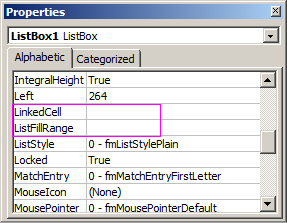 Properties
ListBox1 ListBox
Alphabetic Categorized
IntegralHeight True
Left 264
LinkedCell
ListFillRange
ListStyle 0 - fmListStylePlain
Locked True
MatchEntry 0 - fmMatchEntryFirstLetter
MouseIcon (None)
MousePointer 0 - fmMousePointerDefault